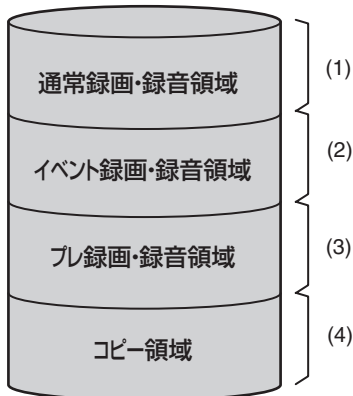 通常録画・録音領域
(1)
イベント録画・録音領域
(2)
プレ録画・録音領域
(3)
コピー領域
(4)